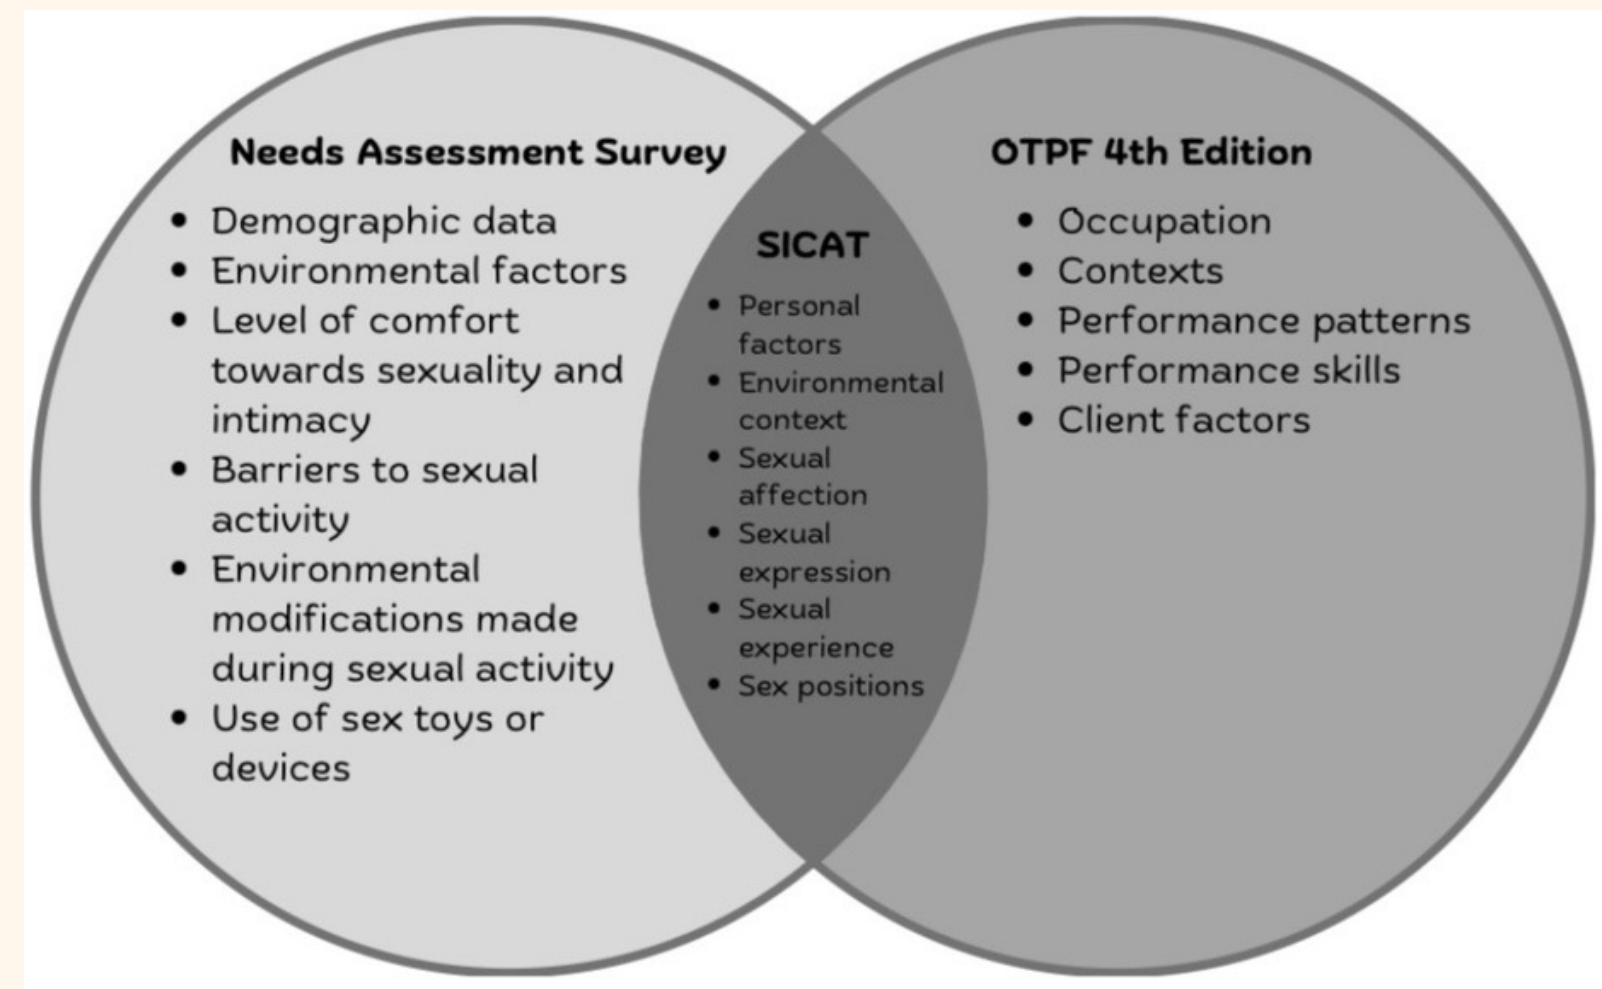 Needs Assessment Survey
• Demographic data
• Environmental factors
• Level of comfort
towards sexuality and
intimacy
• Barriers to sexual
activity
• Environmental
modifications made
during sexual activity
• Use of sex toys or
devices
SICAT
• Personal
factors
• Environmental
context
• Sexual
affection
• Sexual
expression
• Sexual
experience
• Sex positions
OTPF 4th Edition
• Occupation
• Contexts
• Performance patterns
• Performance skills
• Client factors